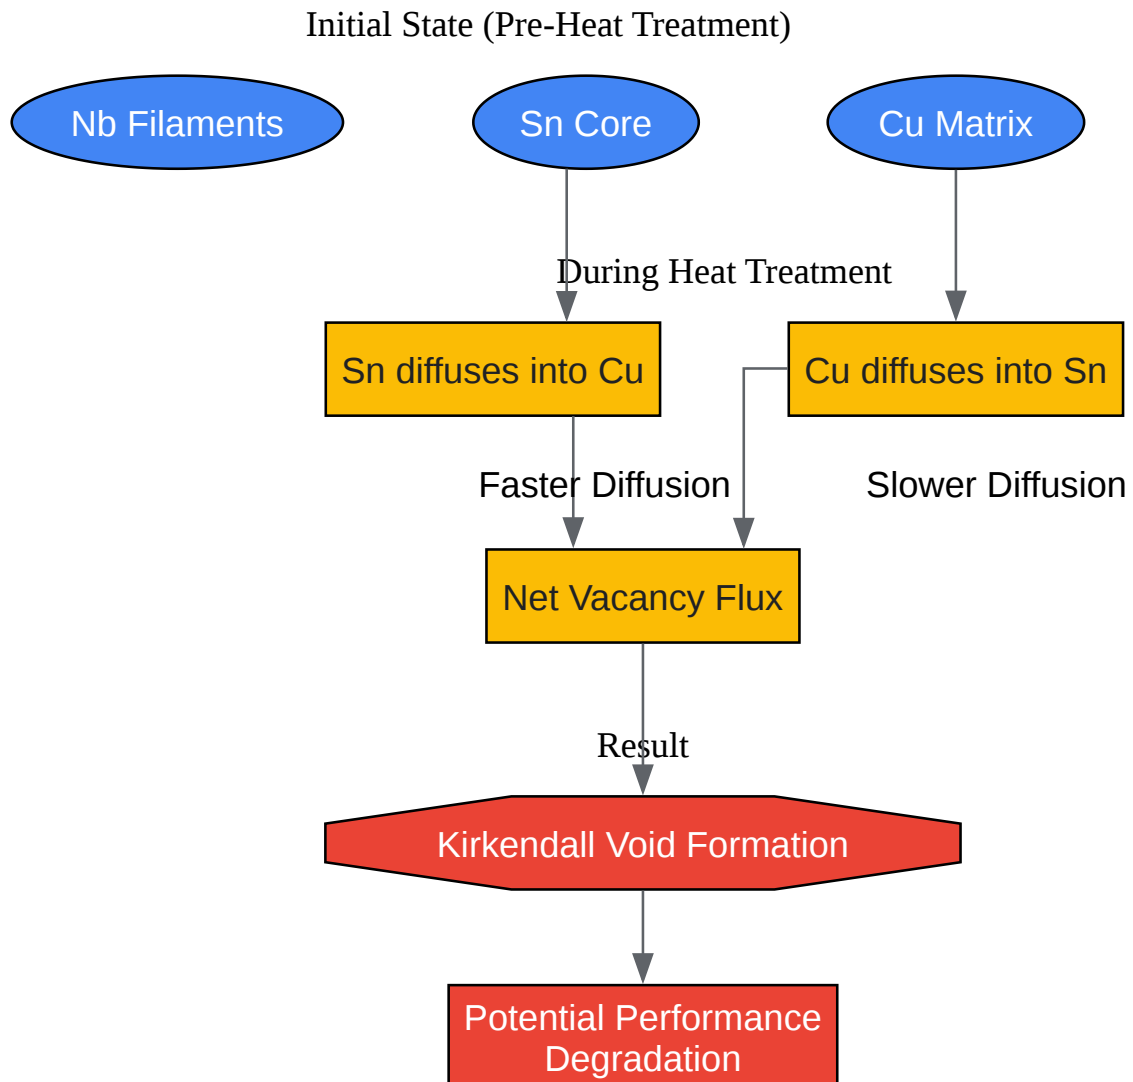 Initial State (Pre-Heat Treatment)
Nb Filaments
Sn Core
Cu Matrix
During Heat Treatment
Sn diffuses into Cu
Cu diffuses into Sn
Faster Diffusion
Slower Diffusion
Net Vacancy Flux
Result
Kirkendall Void Formation
Potential Performance
Degradation